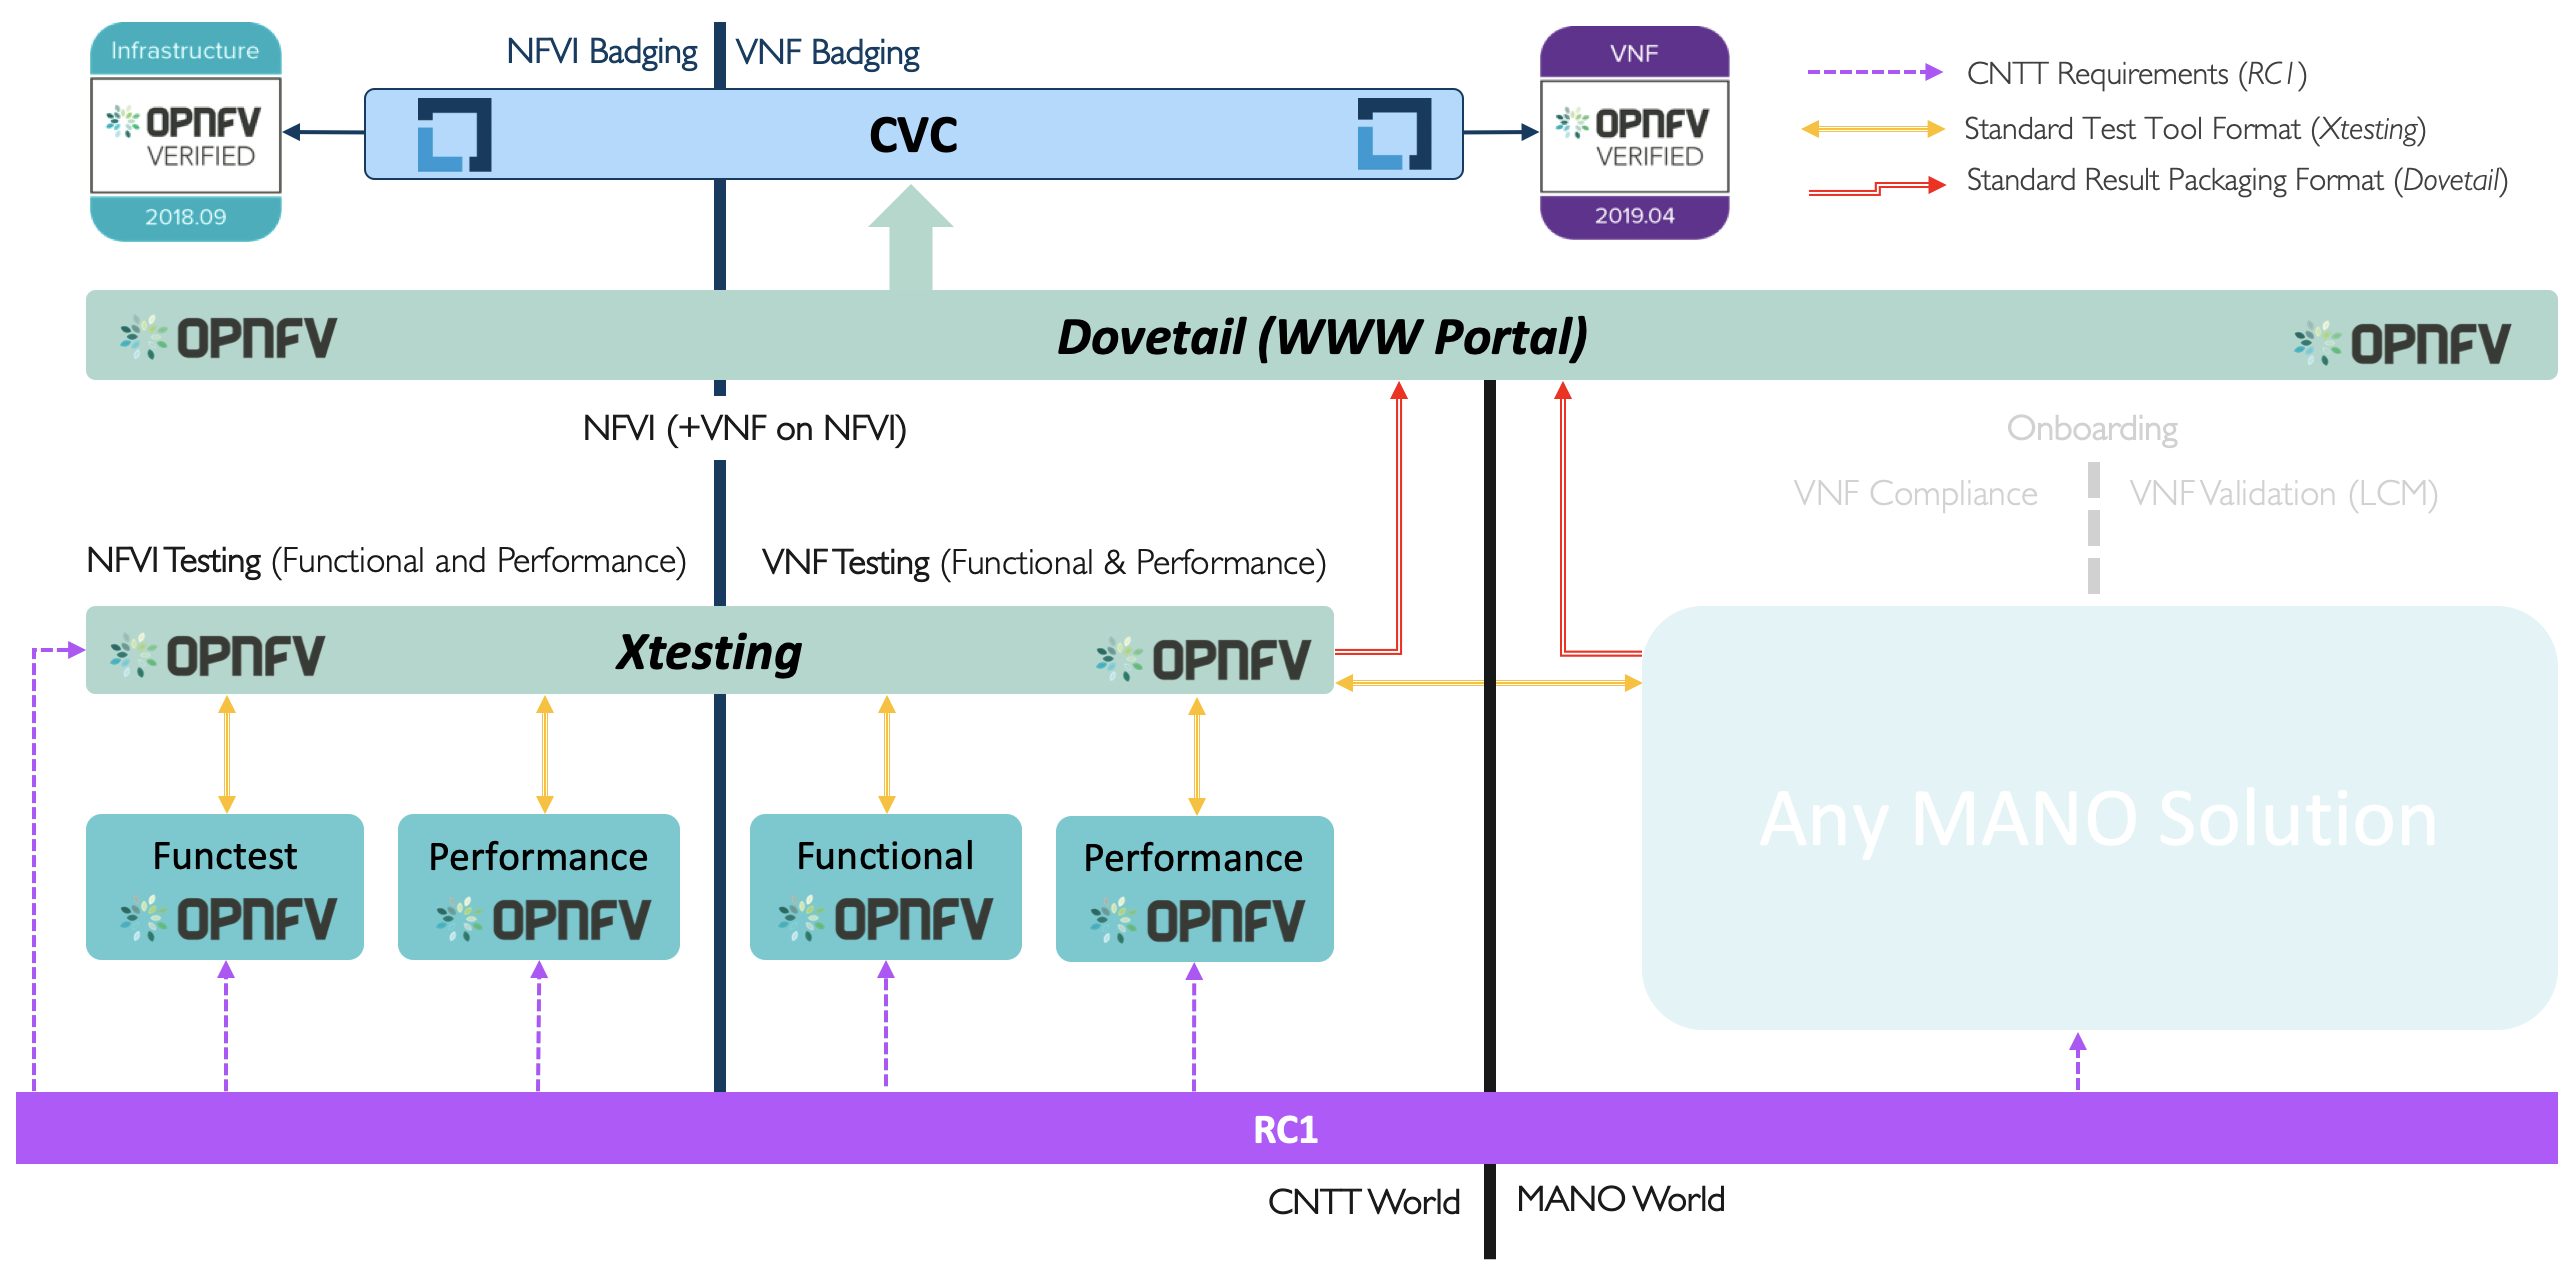 Infrastructure
OPNFV
VERIFIED
2018.09
NFVI Badging
VNF Badging
CVC
VNF
OPNFV
VERIFIED
2019.04
CNTT Requirements (RC1)
Standard Test Tool Format (Xtesting)
Standard Result Packaging Format (Dovetail)
OPNFV
Dovetail (WWW Portal)
OPNFV
NFVI (+VNF on NFVI)
Onboarding
VNF Compliance
VNF Validation (LCM)
NFVI Testing (Functional and Performance)
VNF Testing (Functional & Performance)
OPNFV
Xtesting
OPNFV
Any MANO Solution
Functest
OPNFV
Performance
OPNFV
Functional
OPNFV
Performance
OPNFV
RC1
CNTT World
MANO World